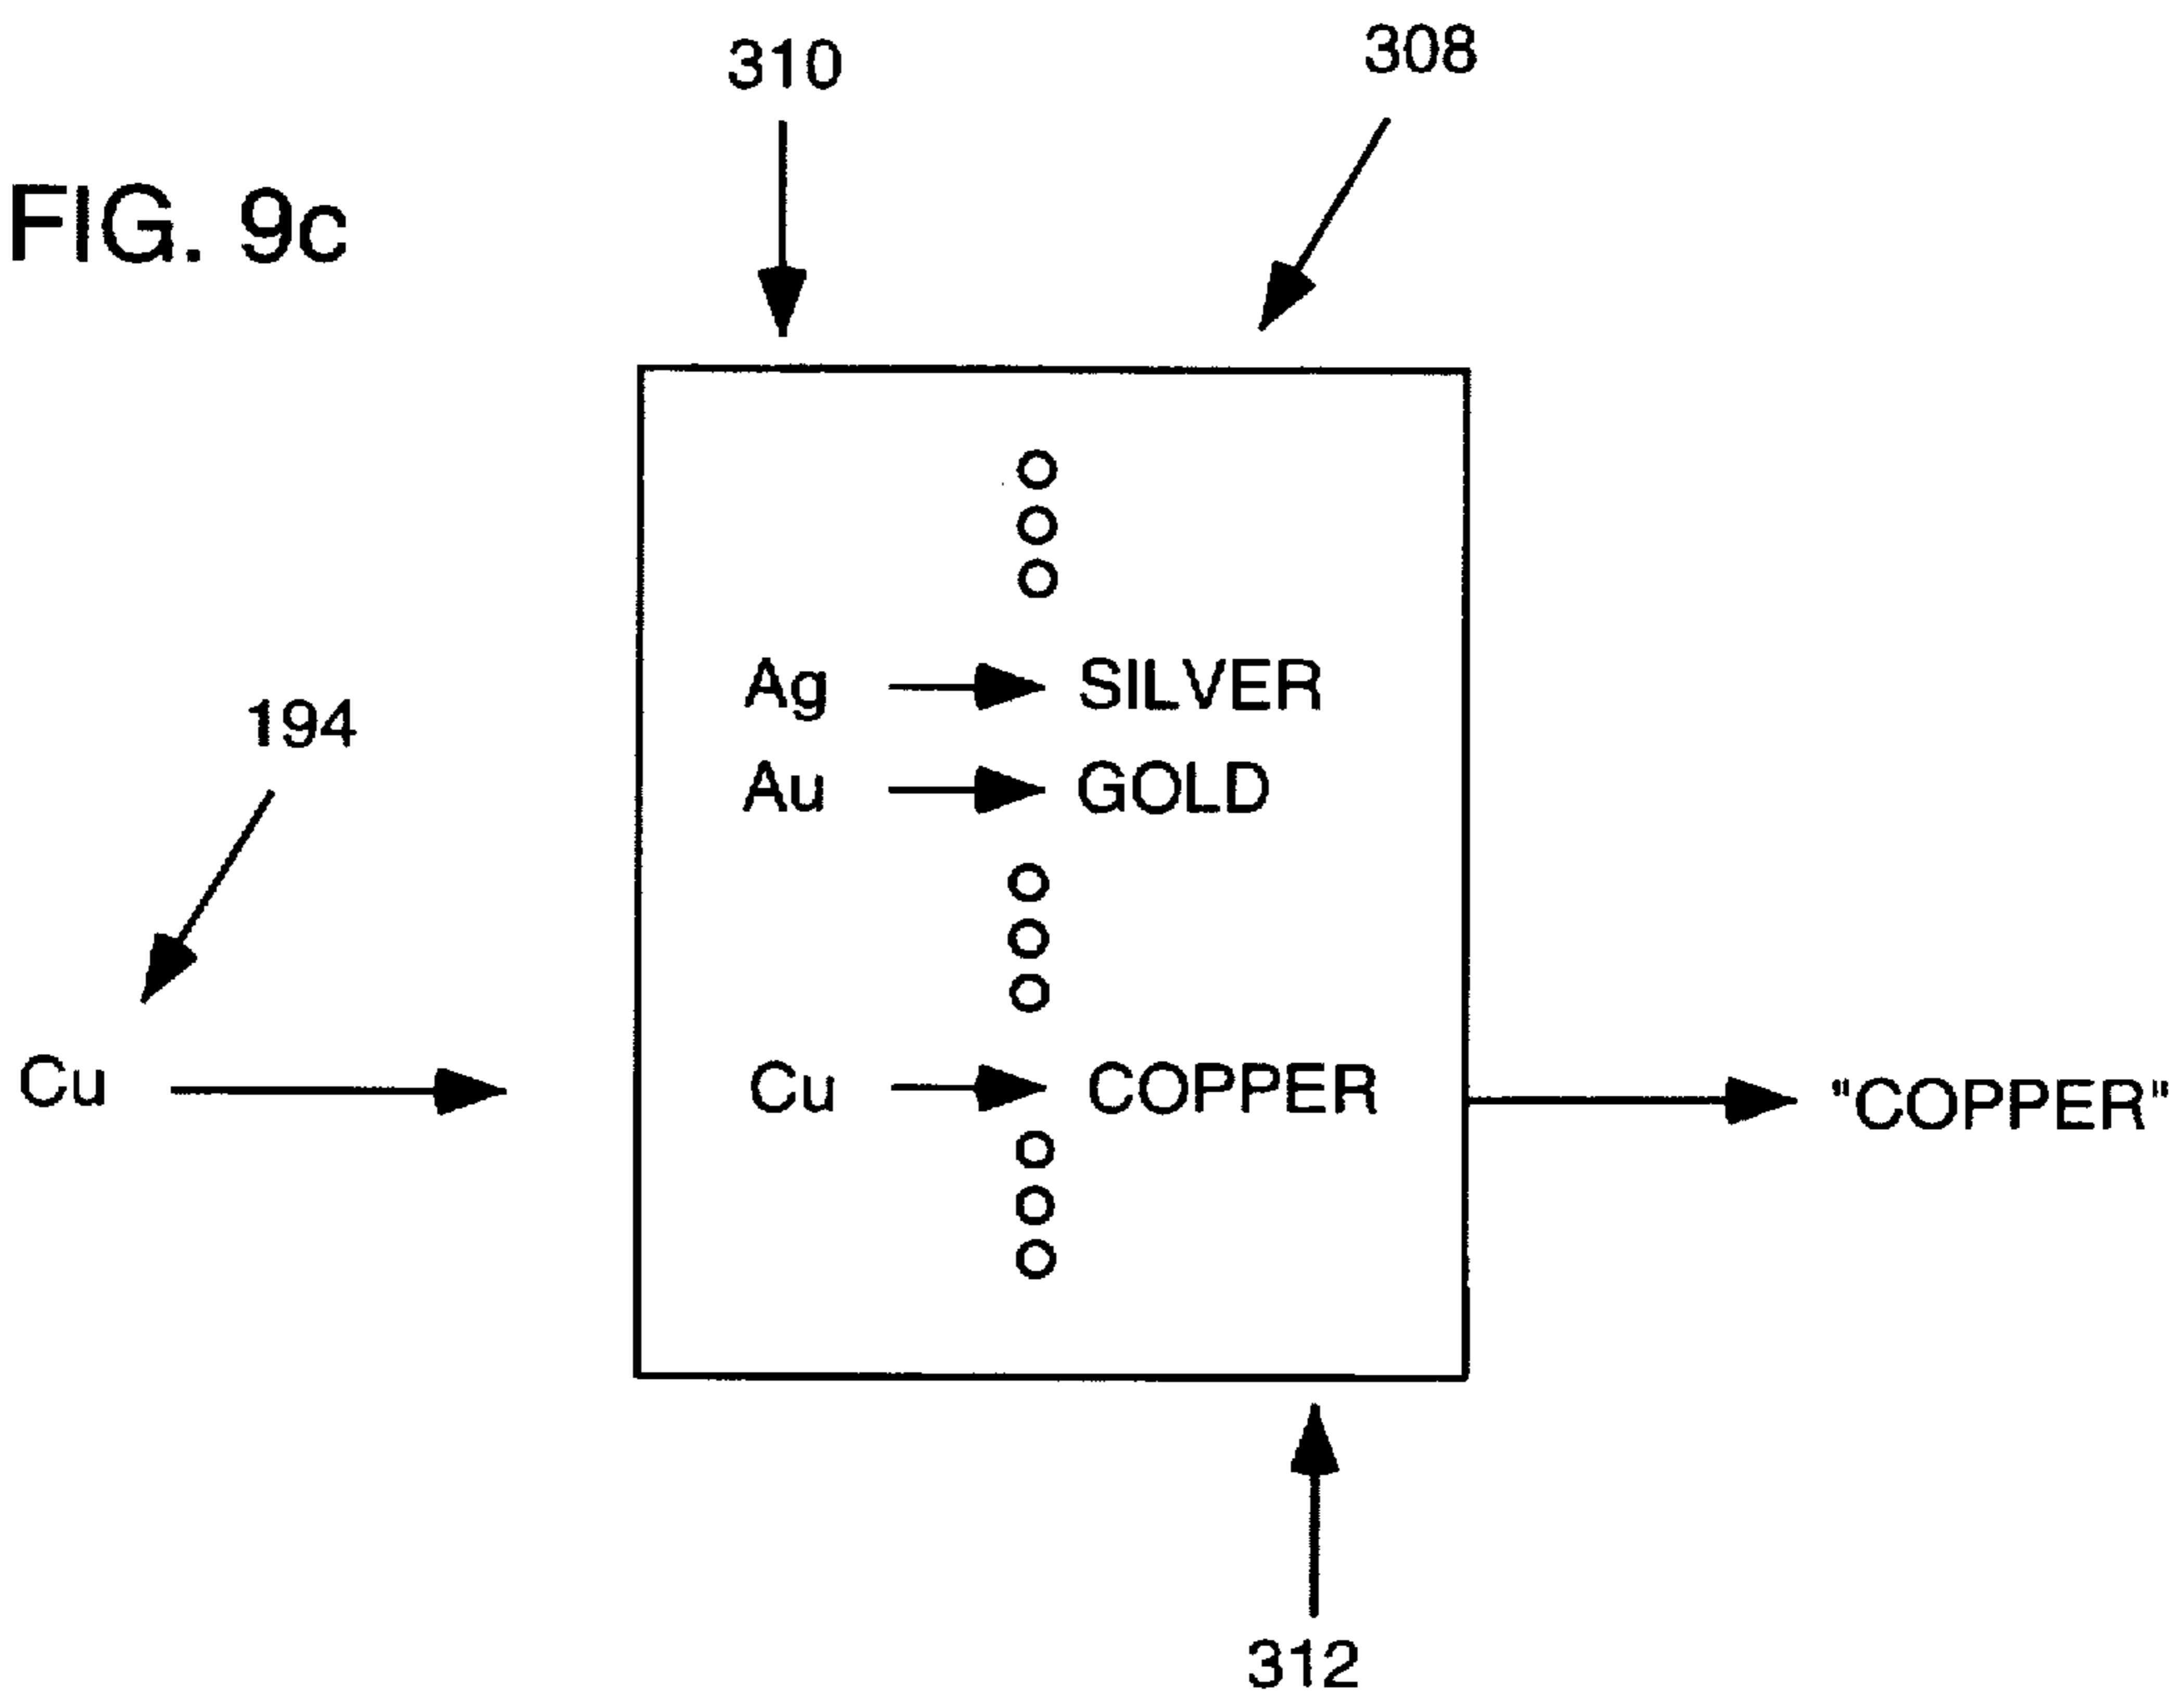 310
308
FIG. 9c
Ag SILVER
194
Au GOLD
Cu
Cu COPPER
"COPPER"
312